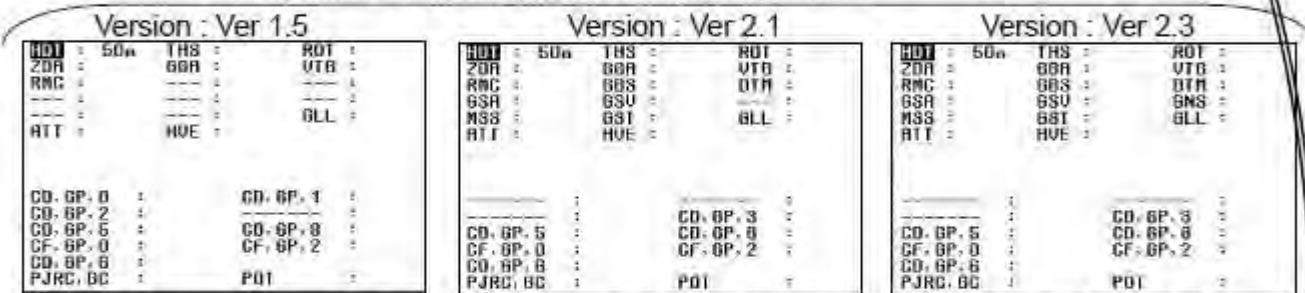 Version : Ver 1.5
HDT : 50m THS : ROT :
ZDA : GGA : VTG :
RMC : --- : --- :
--- : --- : --- :
--- : --- : GLL :
ATT : HVE :
CD,GP,0 : CD,GP,1 :
CD,GP,2 : ------- :
CD,GP,5 : CD,GP,8 :
CF,GP,0 : CF,GP,2 :
CD,GP,6 :
PJRC,GC : POT :
Version : Ver 2.1
HDT : 50m THS : ROT :
ZDA : GGA : VTG :
RMC : GBS : DTM :
GSA : GSV : --- :
MSS : GST : GLL :
ATT : HVE :
------- : ------- :
------- : CD,GP,3 :
CD,GP,5 : CD,GP,8 :
CF,GP,0 : CF,GP,2 :
CD,GP,6 :
PJRC,GC : POT :
Version : Ver 2.3
HDT : 50m THS : ROT :
ZDA : GGA : VTG :
RMC : GBS : DTM :
GSA : GSV : GNS :
MSS : GST : GLL :
ATT : HVE :
------- : ------- :
------- : CD,GP,3 :
CD,GP,5 : CD,GP,8 :
CF,GP,0 : CF,GP,2 :
CD,GP,6 :
PJRC,GC : POT :